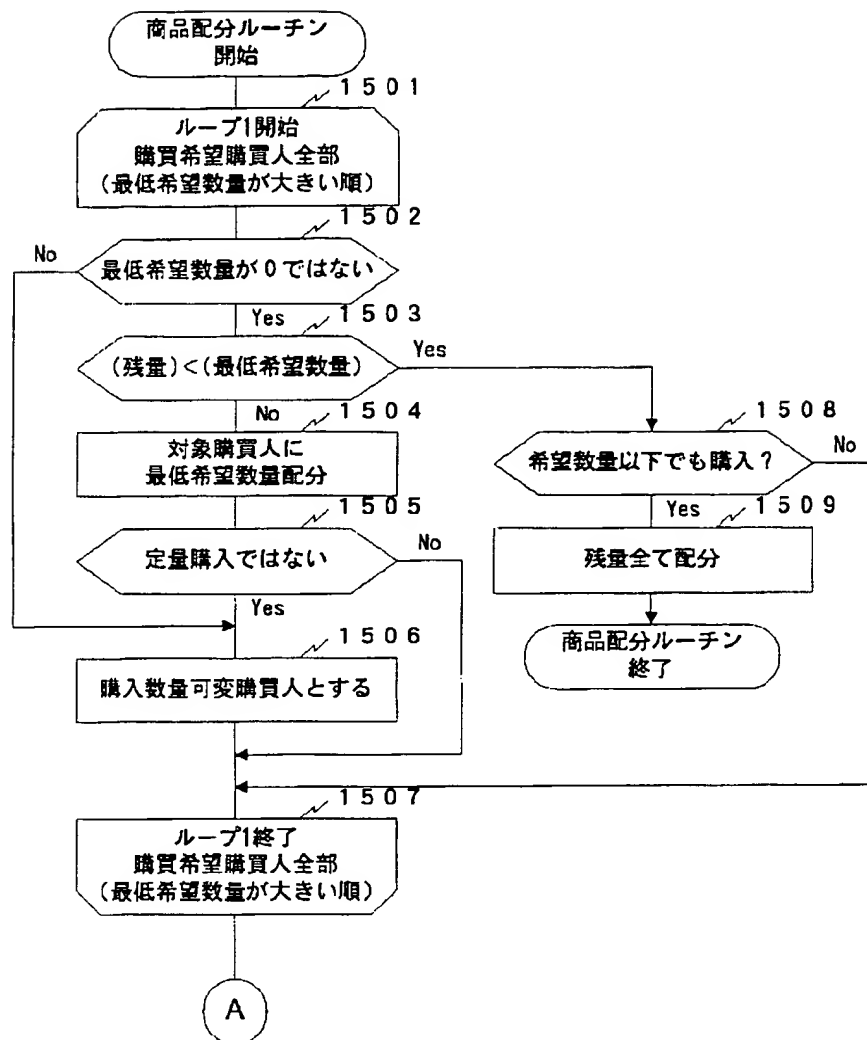 商品配分ルーチン
開始
1501
ループ1開始
購買希望購買人全部
(最低希望数量が大きい順)
1502
No
最低希望数量が0ではない
Yes
1503
(残量)<(最低希望数量)
Yes
No
1504
対象購買人に
最低希望数量配分
1505
定量購入ではない
No
Yes
1506
購入数量可変購買人とする
1507
ループ1終了
購買希望購買人全部
(最低希望数量が大きい順)
A
1508
希望数量以下でも購入?
No
Yes
1509
残量全て配分
商品配分ルーチン
終了